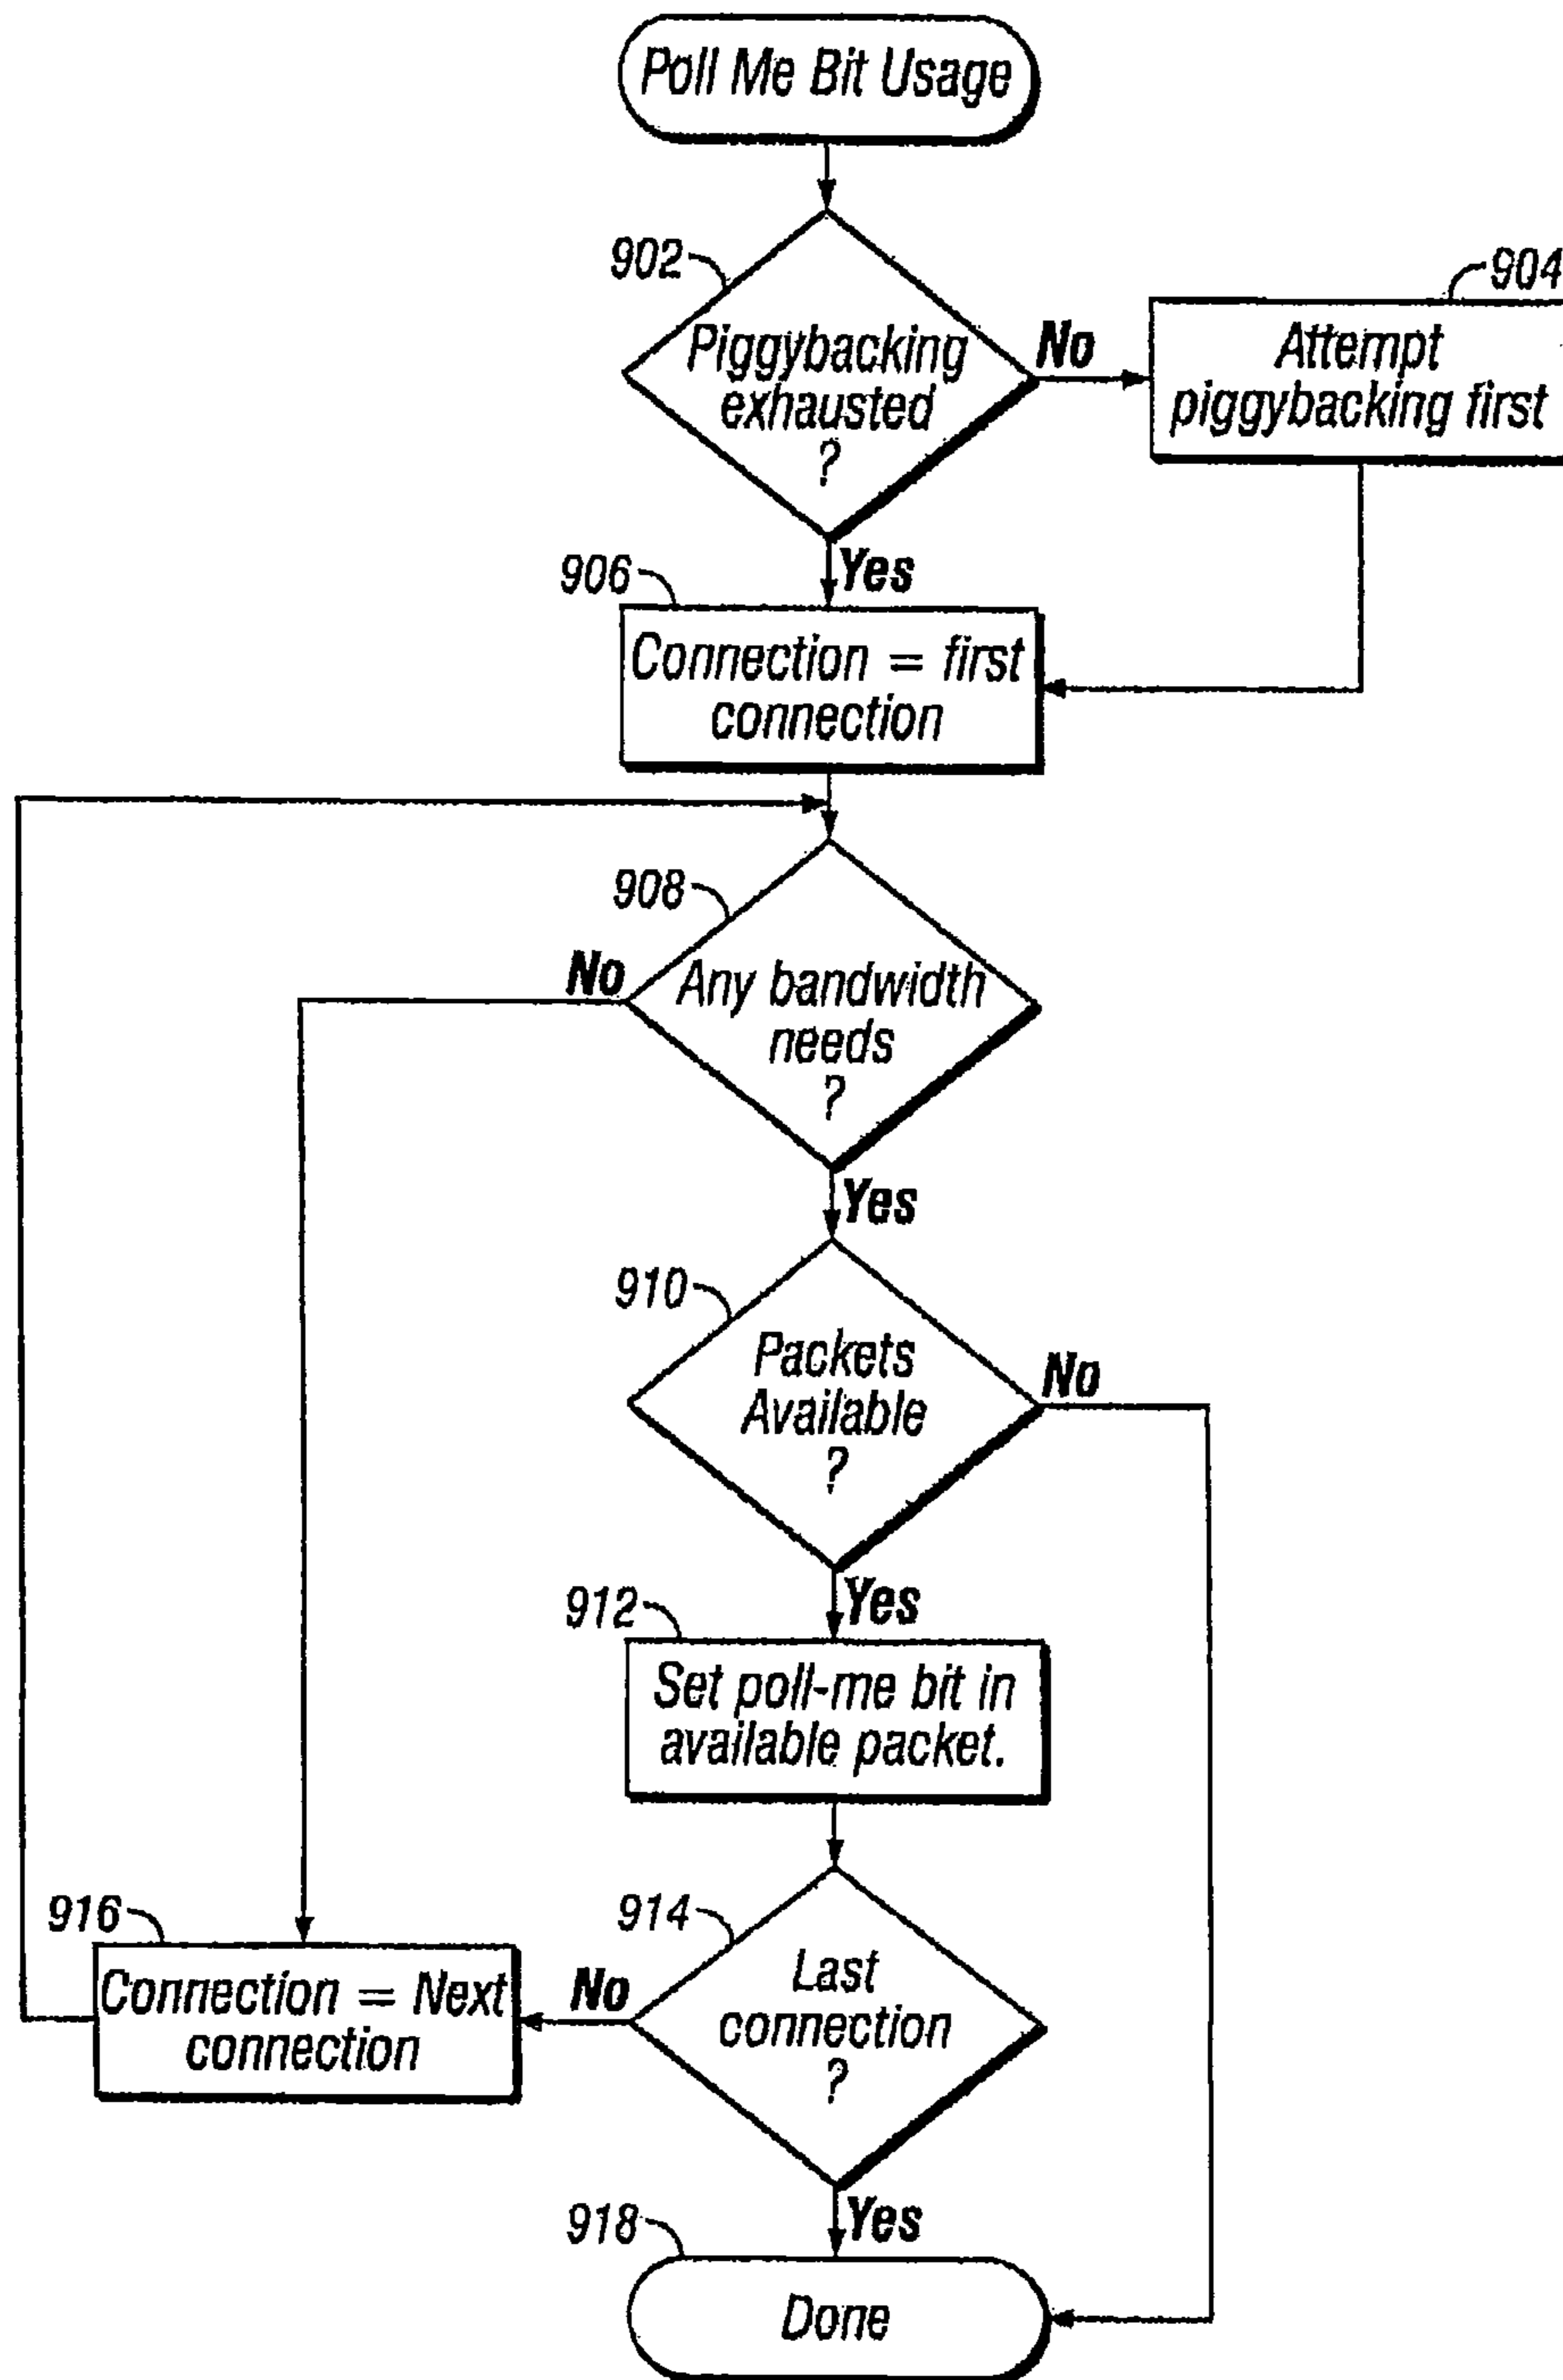 Poll Me Bit Usage
902
904
Piggybacking
exhausted
?
No
Attempt
piggybacking first
Yes
906
Connection = first
connection
908
No
Any bandwidth
needs
?
Yes
910
Packets
Available
?
No
Yes
912
Set poll-me bit in
available packet.
916
914
Connection = Next
connection
No
Last
connection
?
Yes
918
Done